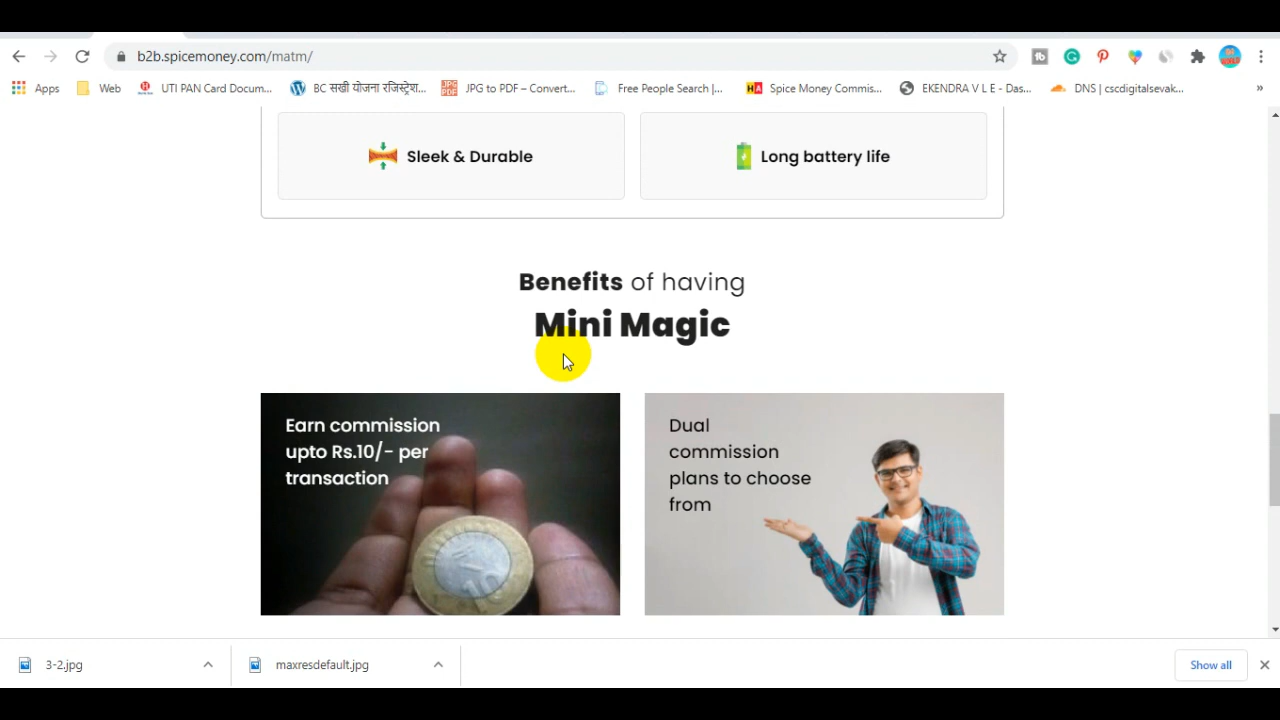 b2b.spicemoney.com/matm/
Apps Web UTI PAN Card Docum... BC सखी योजना रजिस्ट्रेश... JPG to PDF – Convert... Free People Search |... Spice Money Commis... EKENDRA V L E - Das... DNS | cscdigitalsevak... »
Sleek & Durable
Long battery life
Benefits of having
Mini Magic
Earn commission
upto Rs.10/- per
transaction
Dual
commission
plans to choose
from
3-2.jpg
maxresdefault.jpg
Show all